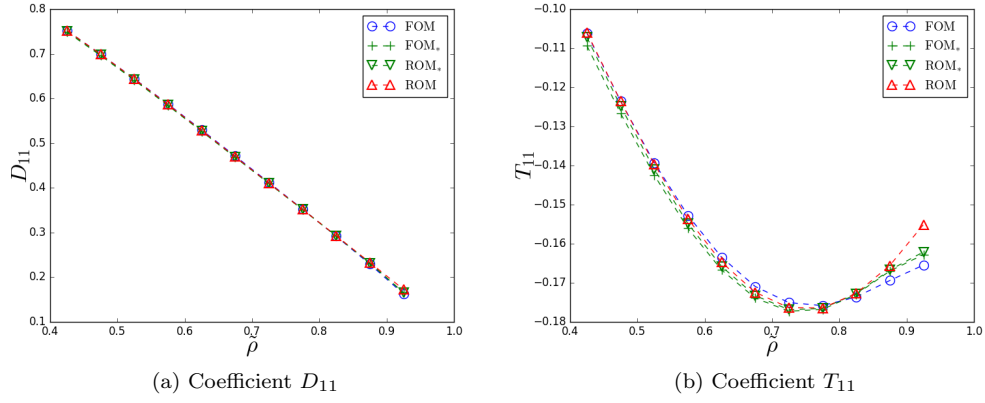 0.8
0.7
0.6
0.5
0.4
0.3
0.2
0.1
D₁₁
0.4 0.5 0.6 0.7 0.8 0.9 1.0
ρ̃
FOM
FOM*
ROM*
ROM
(a) Coefficient D₁₁
−0.10
−0.11
−0.12
−0.13
−0.14
−0.15
−0.16
−0.17
−0.18
T₁₁
0.4 0.5 0.6 0.7 0.8 0.9 1.0
ρ̃
FOM
FOM*
ROM*
ROM
(b) Coefficient T₁₁